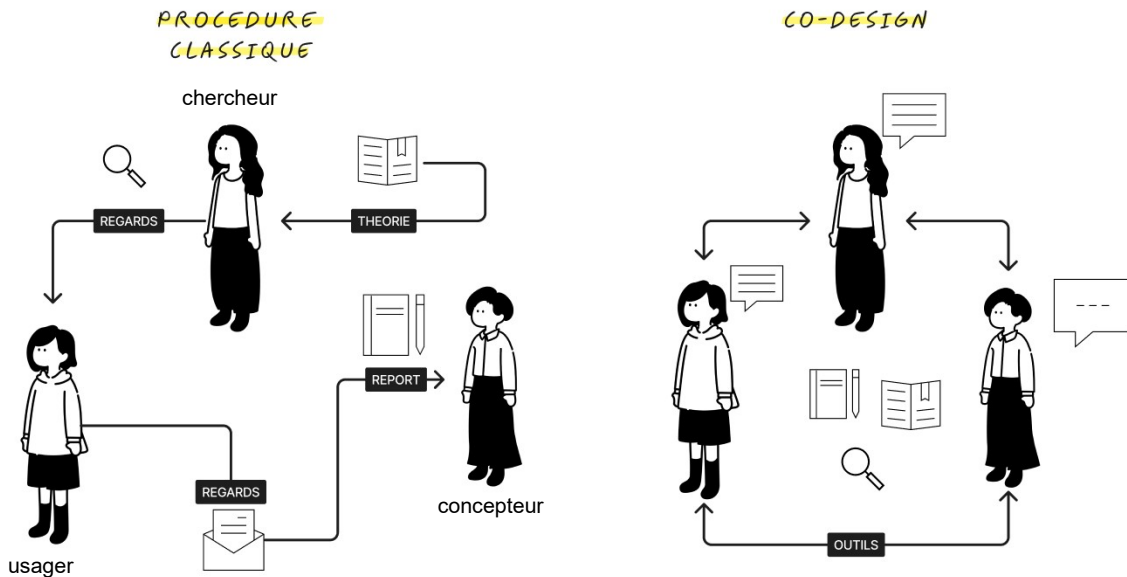 PROCEDURE
CLASSIQUE
chercheur
REGARDS
THEORIE
REPORT
REGARDS
concepteur
usager
CO-DESIGN
OUTILS